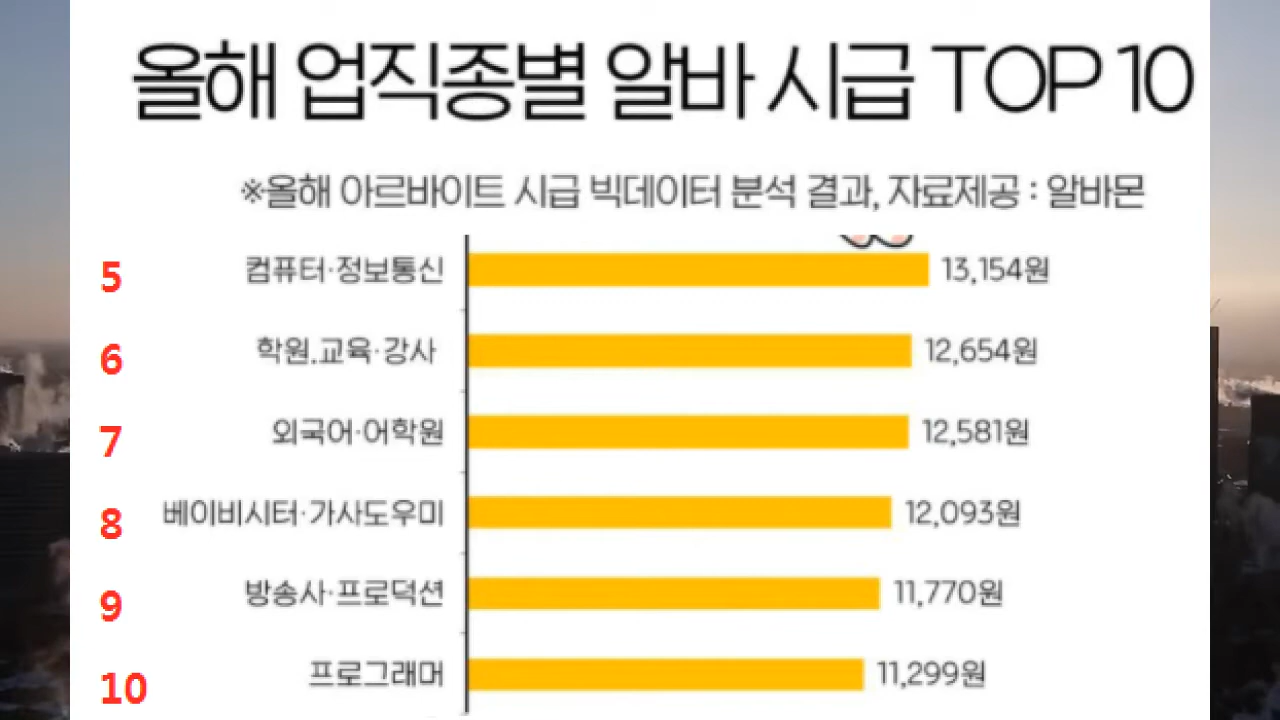 올해 업직종별 알바 시급 TOP 10
※올해 아르바이트 시급 빅데이터 분석 결과, 자료제공 : 알바몬
5 컴퓨터·정보통신 13,154원
6 학원.교육·강사 12,654원
7 외국어·어학원 12,581원
8 베이비시터·가사도우미 12,093원
9 방송사·프로덕션 11,770원
10 프로그래머 11,299원